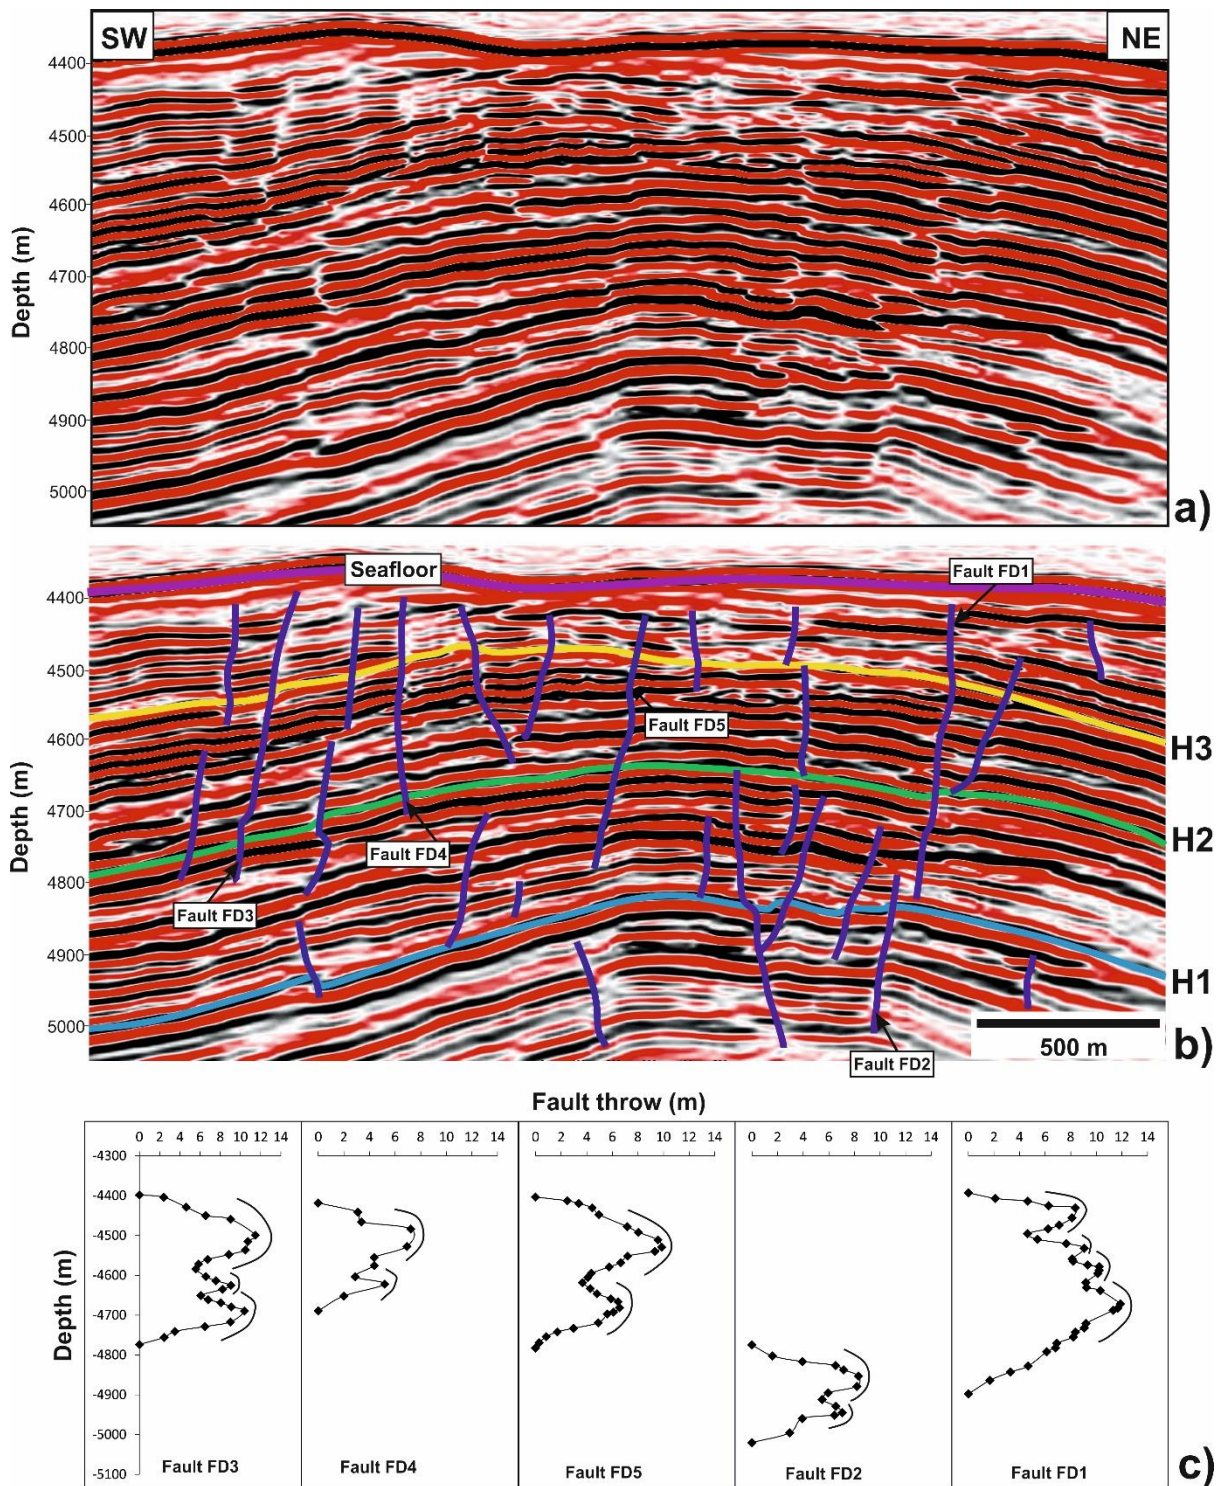 SW
NE
4400
4500
4600
4700
4800
4900
5000
Depth (m)
a)
Seafloor
Fault FD1
4400
4500
4600
4700
4800
4900
5000
Depth (m)
Fault FD5
H3
Fault FD4
H2
Fault FD3
H1
500 m
Fault FD2
b)
Fault throw (m)
0 2 4 6 8 10 12 14
0 2 4 6 8 10 12 14
0 2 4 6 8 10 12 14
0 2 4 6 8 10 12 14
0 2 4 6 8 10 12 14
-4300
-4400
-4500
-4600
-4700
-4800
-4900
-5000
-5100
Depth (m)
Fault FD3
Fault FD4
Fault FD5
Fault FD2
Fault FD1
c)